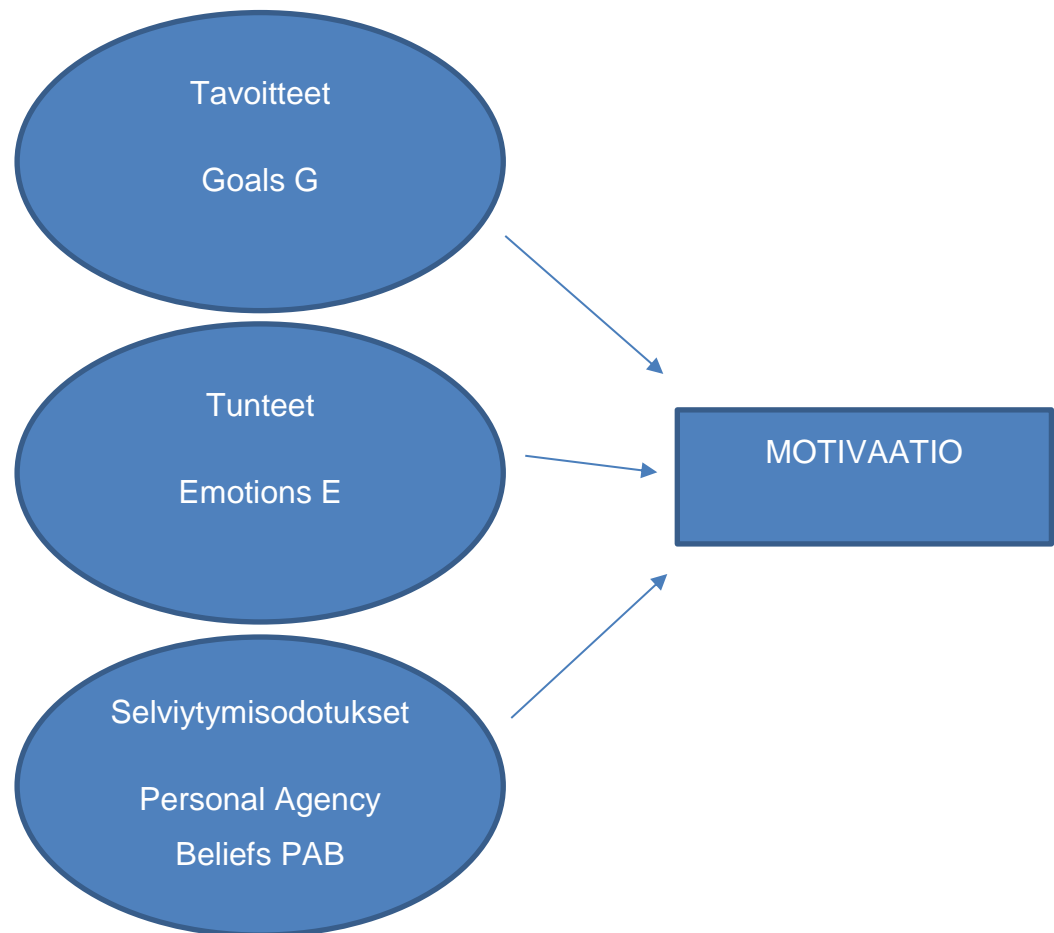 Tavoitteet
Goals G
Tunteet
Emotions E
MOTIVAATIO
Selviytymisodotukset
Personal Agency
Beliefs PAB